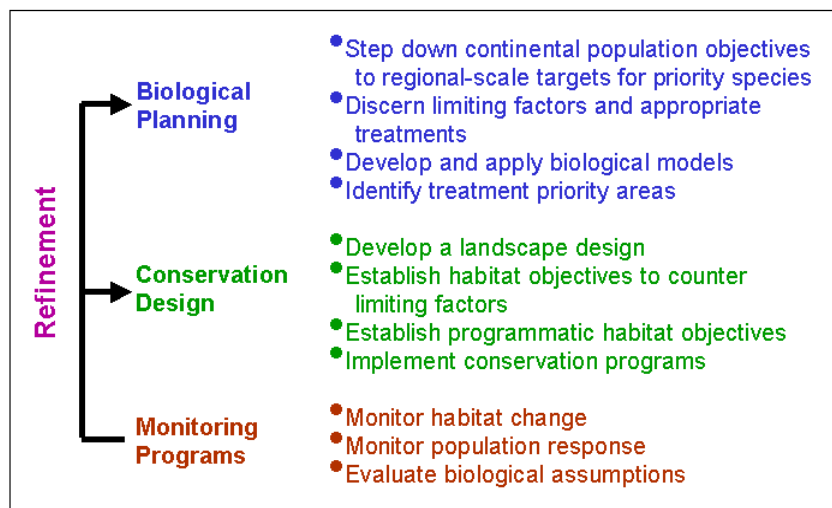 Refinement
Biological
Planning
• Step down continental population objectives
to regional-scale targets for priority species
• Discern limiting factors and appropriate
treatments
• Develop and apply biological models
• Identify treatment priority areas
Conservation
Design
• Develop a landscape design
• Establish habitat objectives to counter
limiting factors
• Establish programmatic habitat objectives
• Implement conservation programs
Monitoring
Programs
• Monitor habitat change
• Monitor population response
• Evaluate biological assumptions